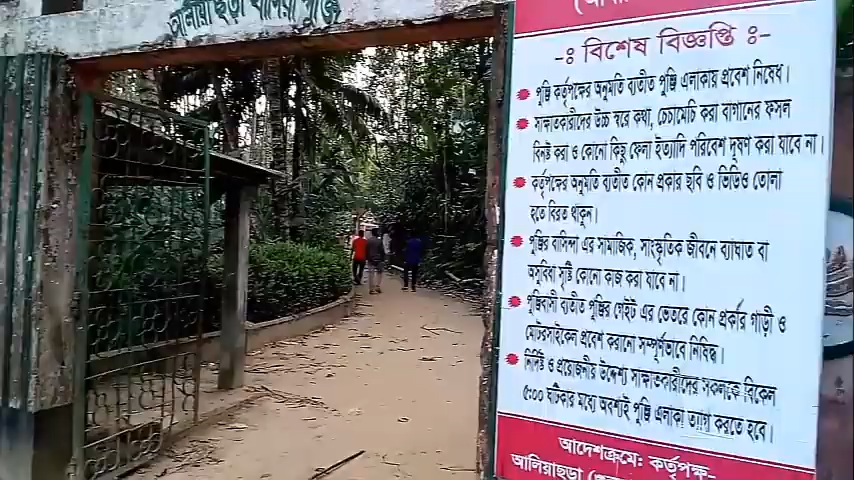 আলিয়াছড়া খাসিয়া পুঞ্জি
-ঃ বিশেষ বিজ্ঞপ্তি ঃ-
পুঞ্জি কর্তৃপক্ষের অনুমতি ব্যতীত পুঞ্জি এলাকায় প্রবেশ নিষেধ।
সাক্ষাতকারীদের উচ্চ স্বরে কথা, চেচামেচি করা বাগানের ফসল
বিনষ্ট করা ও কোনো কিছু ফেলা ইত্যাদি পরিবেশ দূষণ করা যাবে না।
কর্তৃপক্ষের অনুমতি ব্যতীত কোন প্রকার ছবি ও ভিডিও তোলা
হতে বিরত থাকুন।
পুঞ্জির বাসিন্দা এর সামাজিক, সাংস্কৃতিক জীবনে ব্যাঘাত বা
অসুবিধা সৃষ্টি কোনো কাজ করা যাবে না।
পুঞ্জিবাসী ব্যতীত পুঞ্জির গেইট এর ভেতরে কোন প্রকার গাড়ী ও
মোটরসাইকেল প্রবেশ করানো সম্পূর্ণভাবে নিষিদ্ধ।
নির্দিষ্ট ও প্রয়োজনীর উদ্দেশ্য সাক্ষাতকারীদের সকলকে বিকেল
৫:০০ ঘটিকার মধ্যে অবশ্যই পুঞ্জি এলাকা ত্যাগ করতে হবে।
আদেশক্রমে: কর্তৃপক্ষ
আলিয়াছড়া